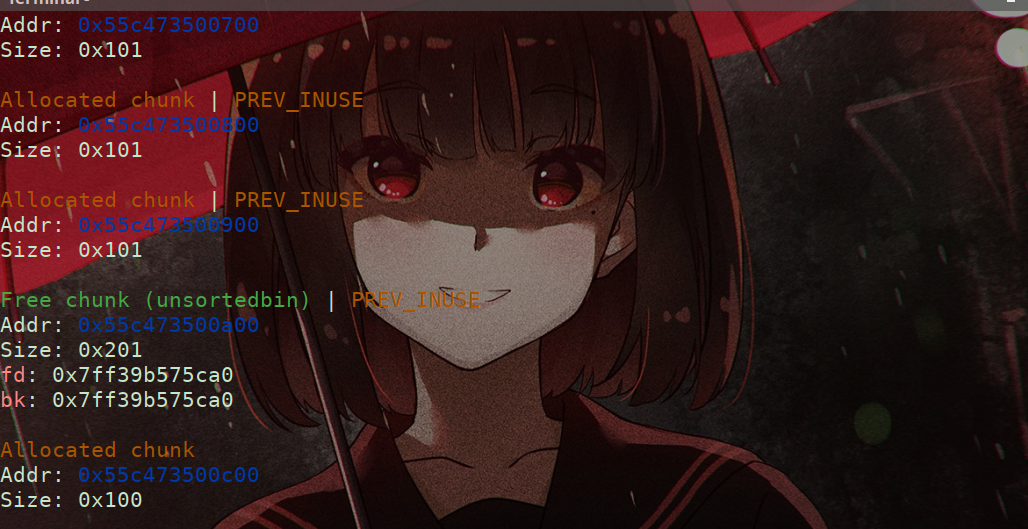 Addr: 0x55c473500700
Size: 0x101
Allocated chunk | PREV_INUSE
Addr: 0x55c473500800
Size: 0x101
Allocated chunk | PREV_INUSE
Addr: 0x55c473500900
Size: 0x101
Free chunk (unsortedbin) | PREV_INUSE
Addr: 0x55c473500a00
Size: 0x201
fd: 0x7ff39b575ca0
bk: 0x7ff39b575ca0
Allocated chunk
Addr: 0x55c473500c00
Size: 0x100